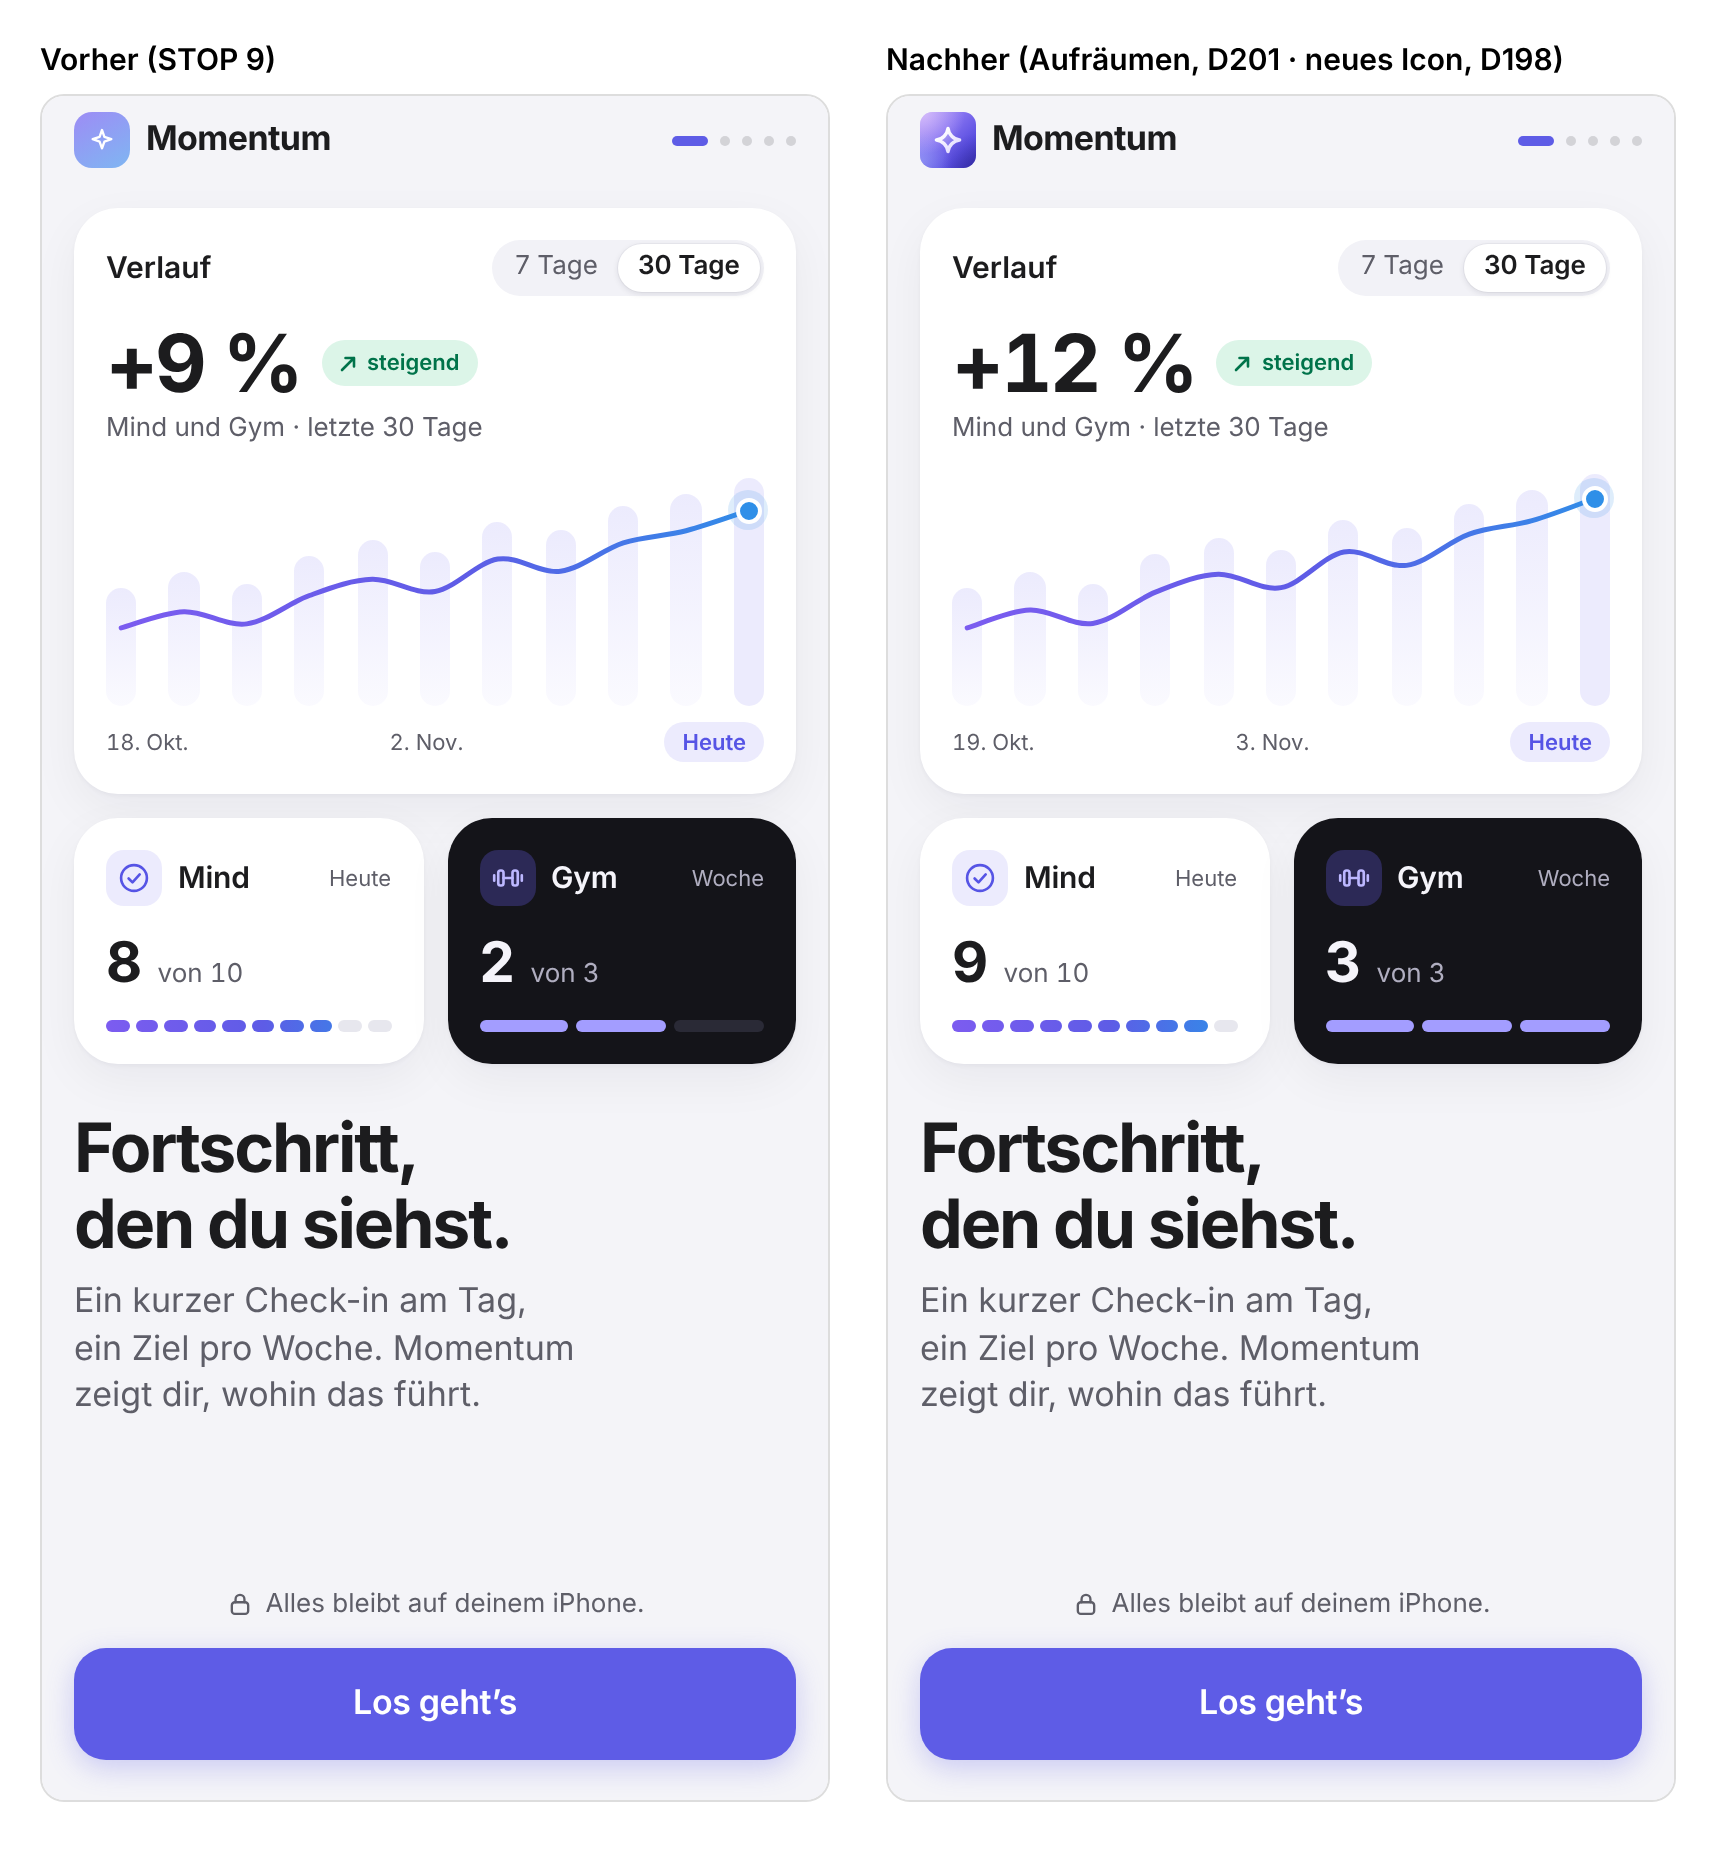 Vorher (STOP 9)
Momentum
Verlauf
7 Tage
30 Tage
+9 %
steigend
Mind und Gym · letzte 30 Tage
18. Okt.
2. Nov.
Heute
Mind
Heute
8 von 10
Gym
Woche
2 von 3
Fortschritt,
den du siehst.
Ein kurzer Check-in am Tag,
ein Ziel pro Woche. Momentum
zeigt dir, wohin das führt.
Alles bleibt auf deinem iPhone.
Los geht’s
Nachher (Aufräumen, D201 · neues Icon, D198)
Momentum
Verlauf
7 Tage
30 Tage
+12 %
steigend
Mind und Gym · letzte 30 Tage
19. Okt.
3. Nov.
Heute
Mind
Heute
9 von 10
Gym
Woche
3 von 3
Fortschritt,
den du siehst.
Ein kurzer Check-in am Tag,
ein Ziel pro Woche. Momentum
zeigt dir, wohin das führt.
Alles bleibt auf deinem iPhone.
Los geht’s